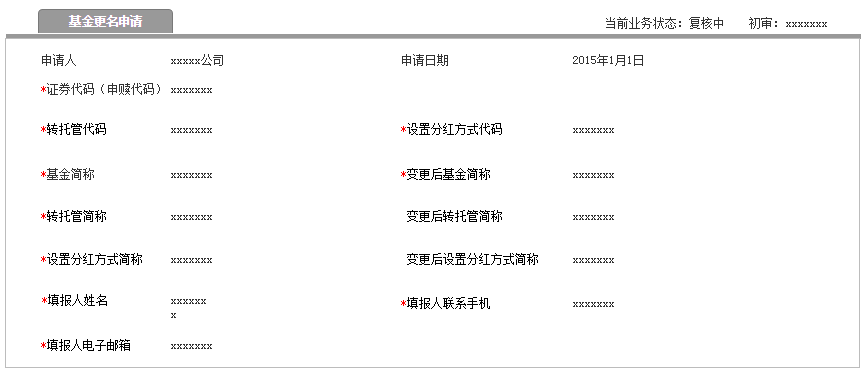 基金更名申请 当前业务状态：复核中 初审：xxxxxxx
申请人 xxxxx公司 申请日期 2015年1月1日
*证券代码（申赎代码） xxxxxxx
*转托管代码 xxxxxxx *设置分红方式代码 xxxxxxx
*基金简称 xxxxxxx *变更后基金简称 xxxxxxx
*转托管简称 xxxxxxx 变更后转托管简称 xxxxxxx
*设置分红方式简称 xxxxxxx 变更后设置分红方式简称 xxxxxxx
*填报人姓名 xxxxxx *填报人联系手机 xxxxxxx
x
*填报人电子邮箱 xxxxxxx